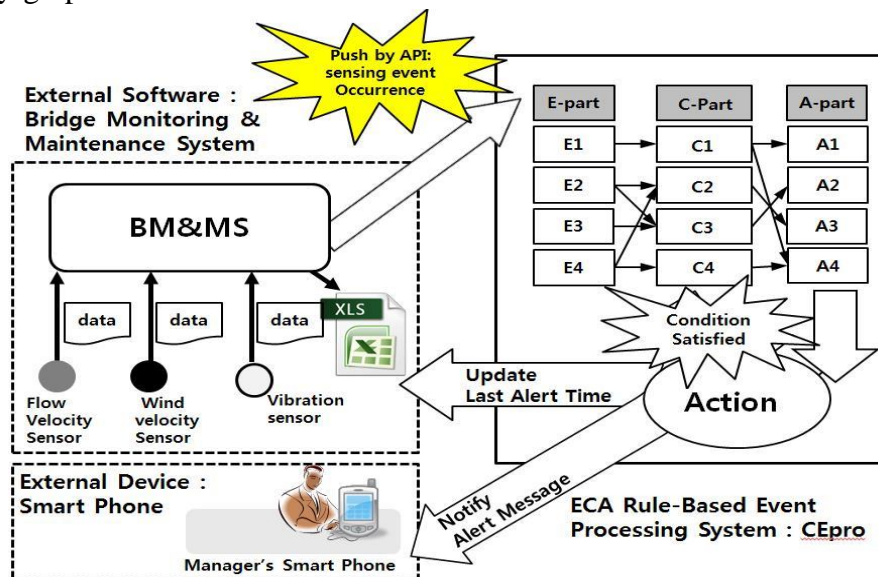 Push by API:
sensing event
Occurrence
External Software :
Bridge Monitoring &
Maintenance System
BM&MS
data
data
data
XLS
Flow
Velocity
Sensor
Wind
velocity
Sensor
Vibration
sensor
E-part
C-Part
A-part
E1
C1
A1
E2
C2
A2
E3
C3
A3
E4
C4
A4
Condition
Satisfied
Action
Update
Last Alert Time
Notify
Alert Message
External Device :
Smart Phone
Manager's Smart Phone
ECA Rule-Based Event
Processing System : CEpro